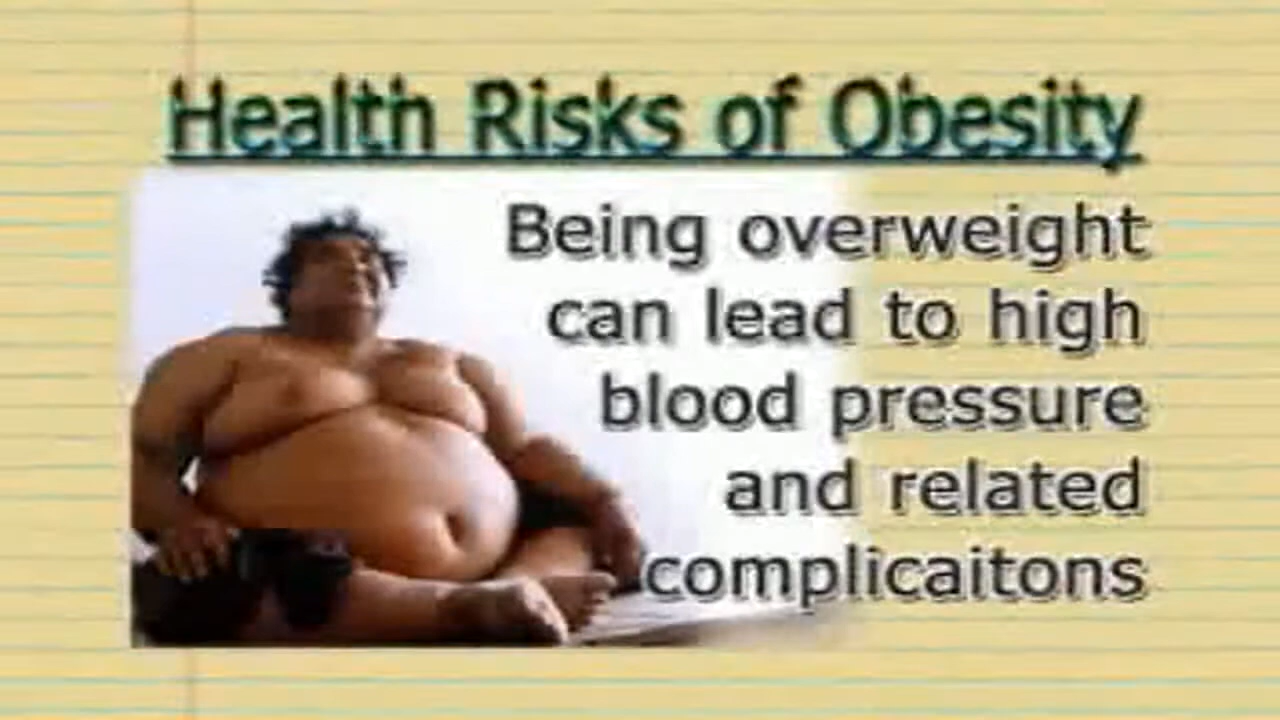 Health Risks of Obesity
Being overweight
can lead to high
blood pressure
and related
complicaitons